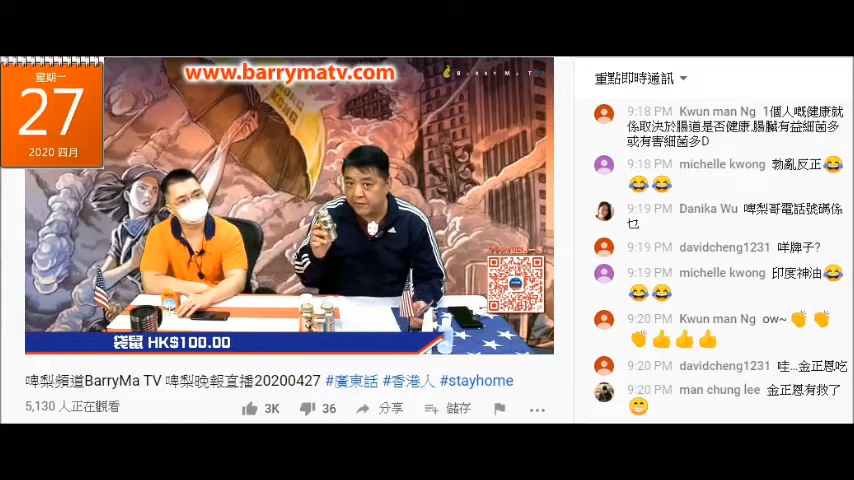 www.barrymatv.com
BARRY MA TV
HONG
KONG
星期一
27
2020 四月
袋鼠 HK$100.00
啤梨頻道BarryMa TV 啤梨晚報直播20200427 #廣東話 #香港人 #stayhome
5,130 人正在觀看
3K
36
分享
儲存
重點即時通訊
9:18 PM Kwun man Ng 1個人嘅健康就
係取決於腸道是否健康,腸臟有益細菌多
或有害細菌多D
9:18 PM michelle kwong 勃亂反正😂
😂😂
9:19 PM Danika Wu 啤梨哥電話號碼係
乜
9:19 PM davidcheng1231 咩牌子?
9:19 PM michelle kwong 印度神油😂
😂😂
9:20 PM Kwun man Ng ow~👏👏
👏👍👍👍
9:20 PM davidcheng1231 哇...金正恩吃
9:20 PM man chung lee 金正恩有救了
😁